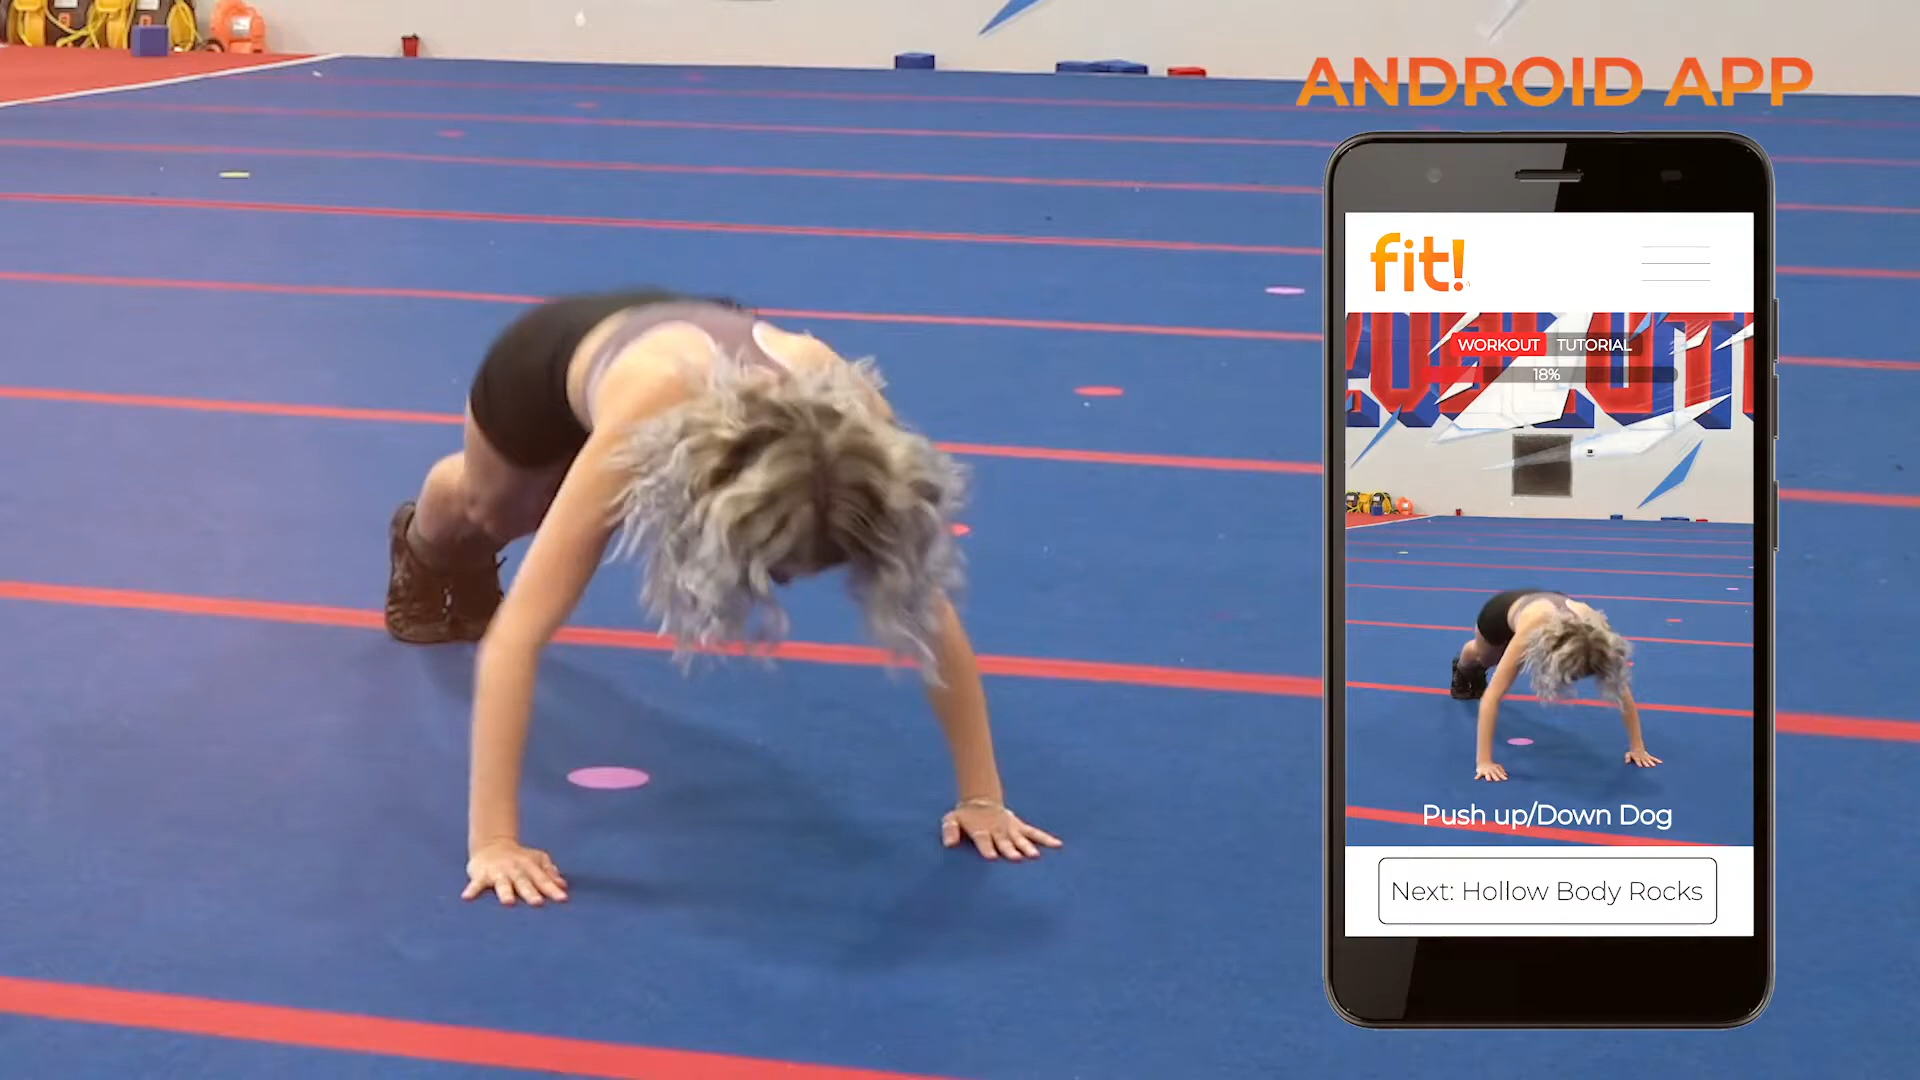 ANDROID APP
fit!
WORKOUT TUTORIAL
18%
Push up/Down Dog
Next: Hollow Body Rocks